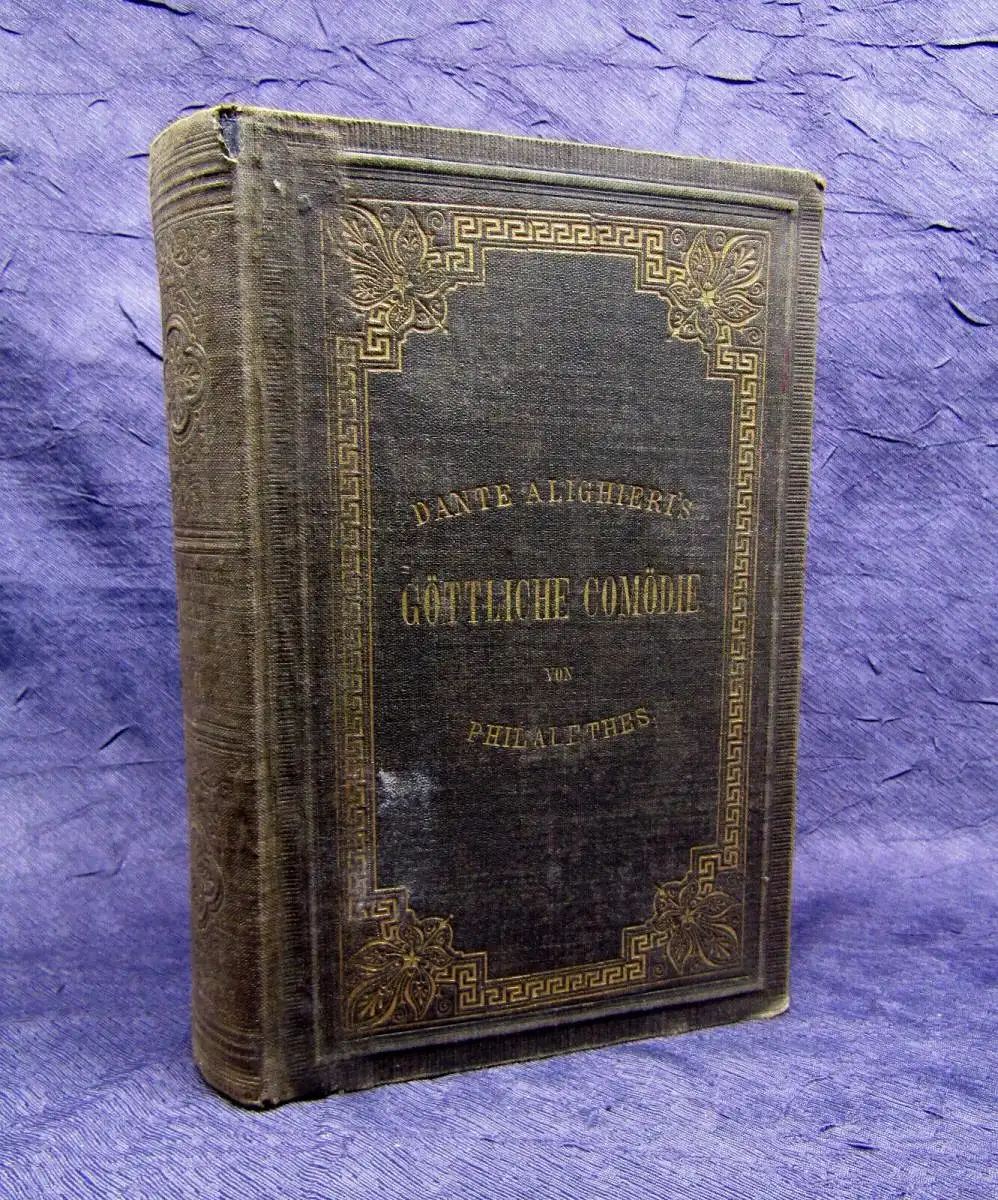 DANTE ALIGHIERI'S
GÖTTLICHE COMÖDIE
VON
PHILALETHES.